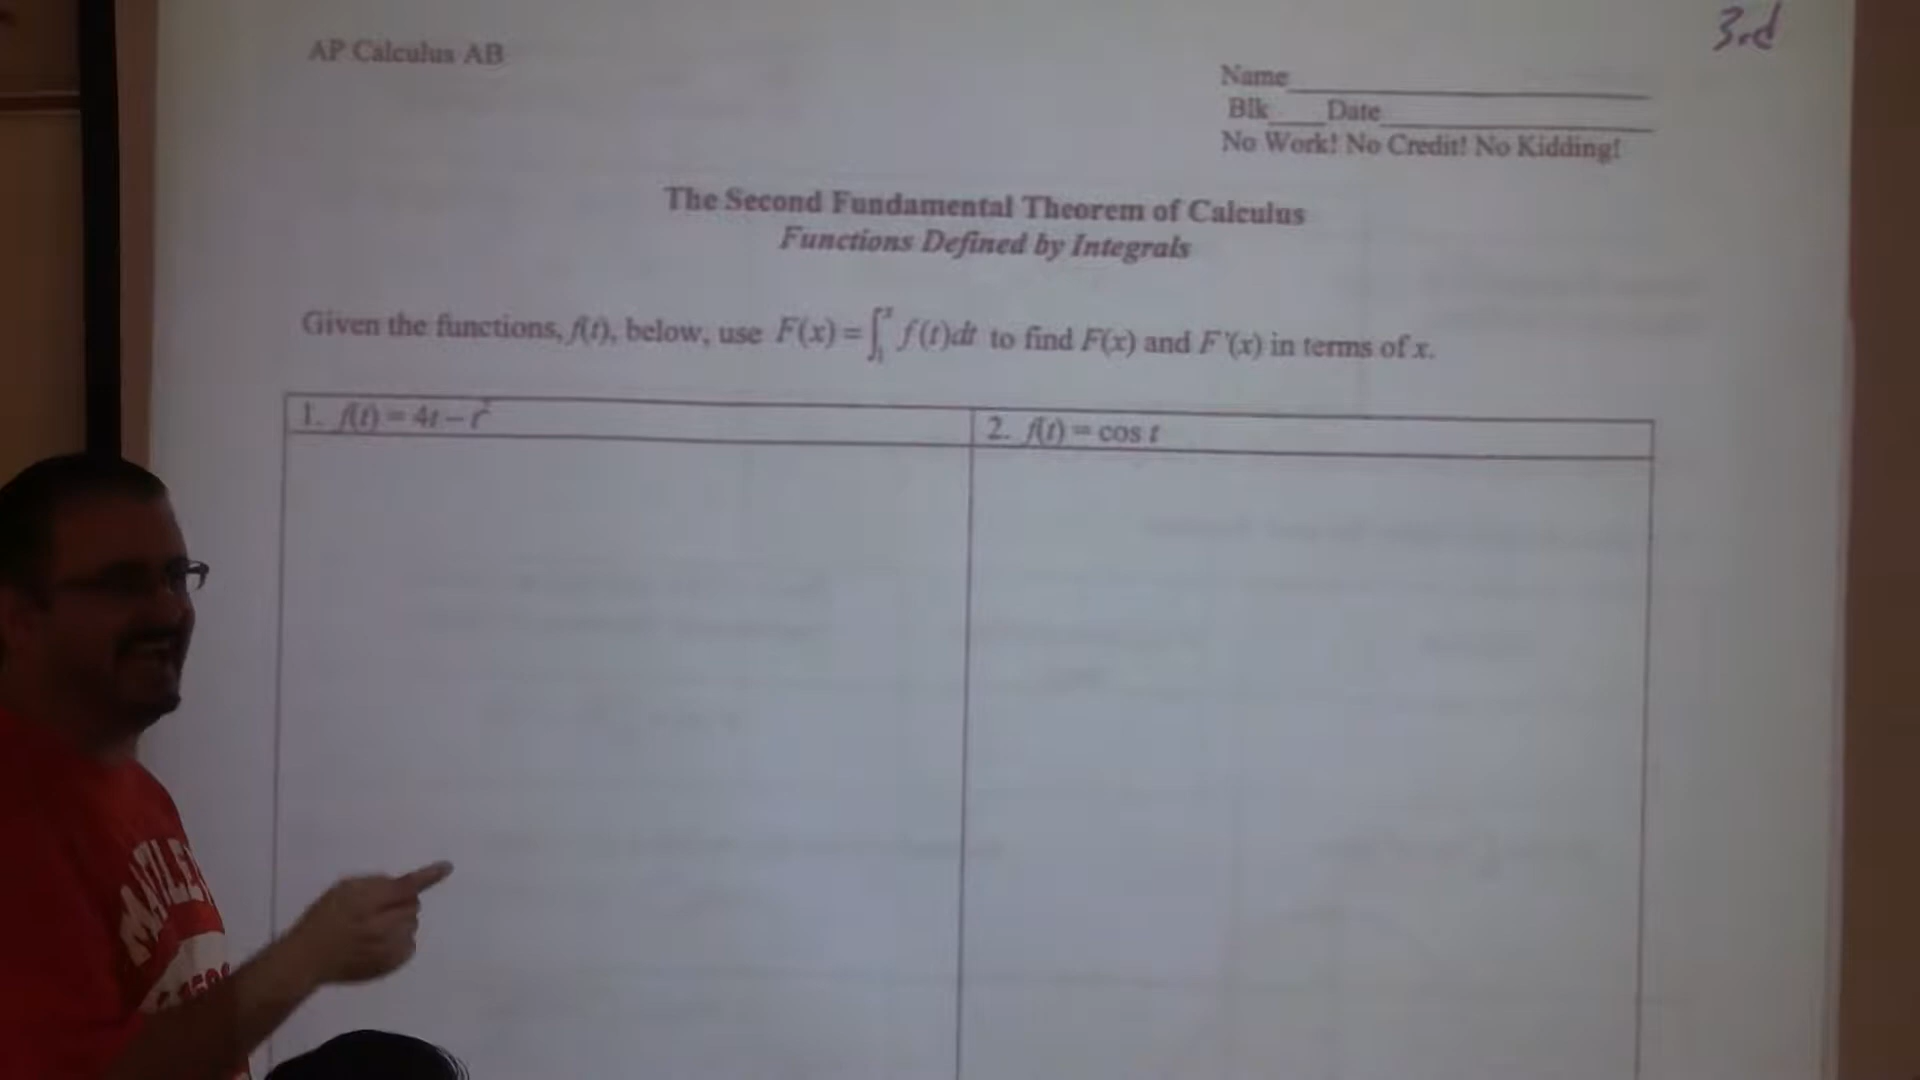 3rd
AP Calculus AB
Name
Blk____Date
No Work! No Credit! No Kidding!
The Second Fundamental Theorem of Calculus
Functions Defined by Integrals
Given the functions, f(t), below, use F(x) = ∫₁ˣ f(t)dt to find F(x) and F'(x) in terms of x.
1. f(t) = 4t – t²
2. f(t) = cos t